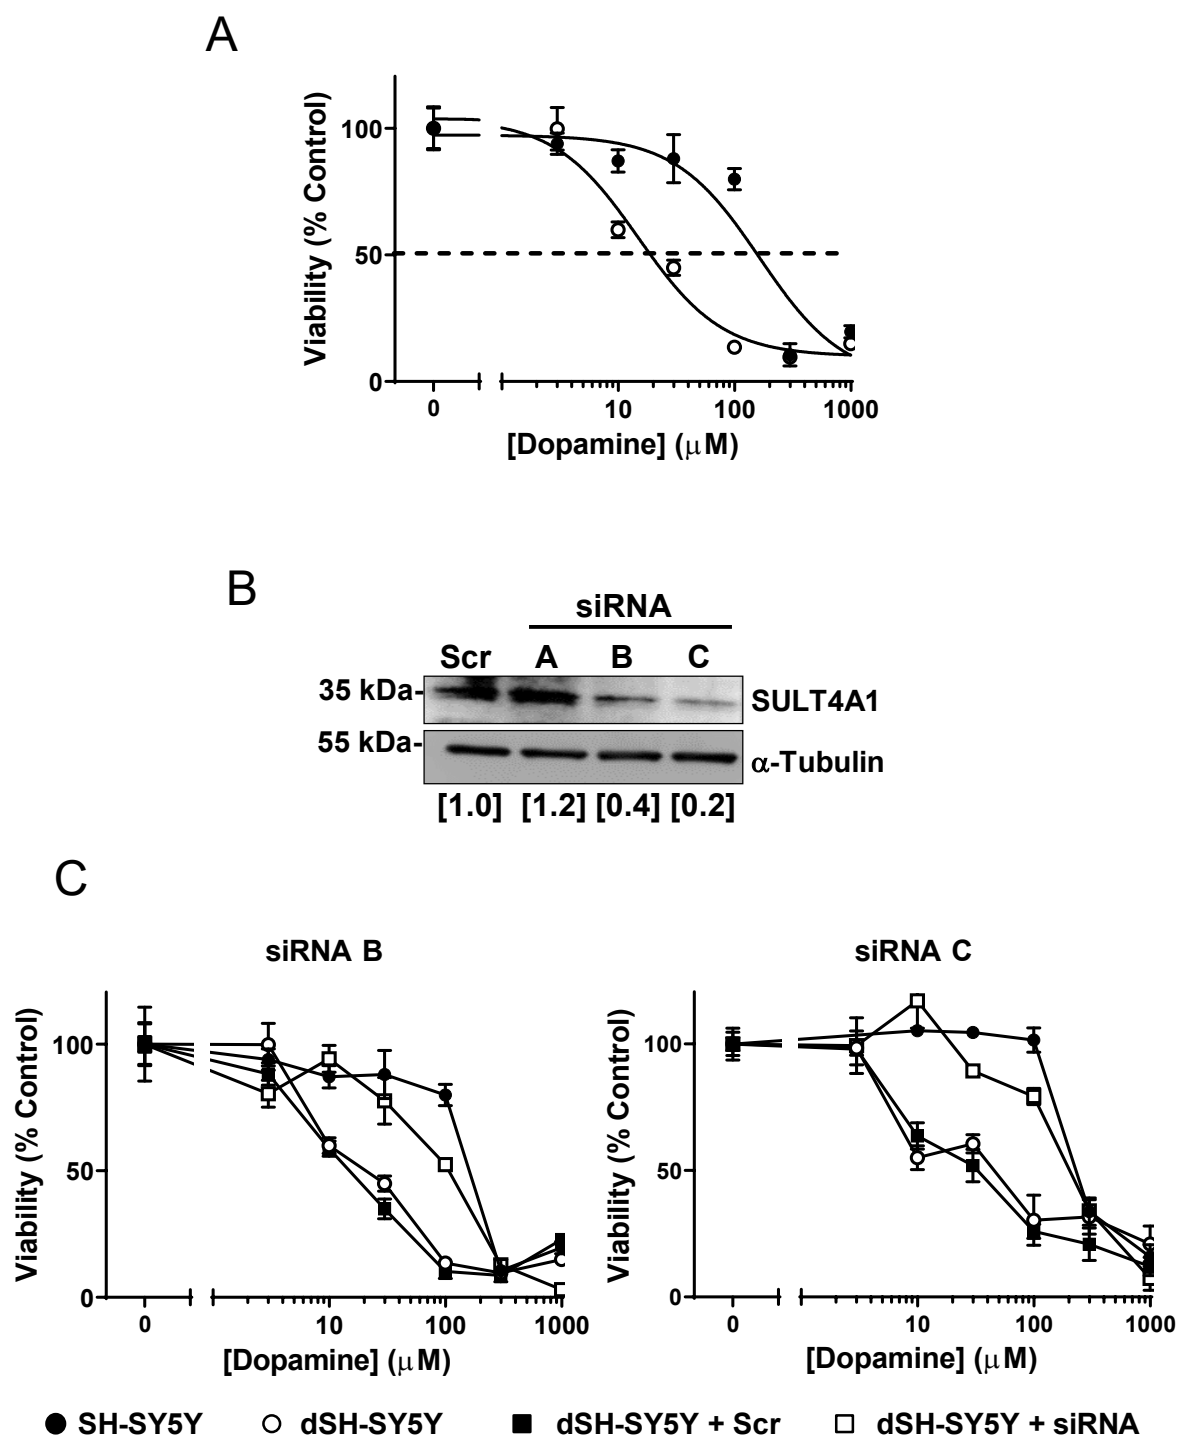 A
Viability (% Control)
100
50
0
0 10 100 1000
[Dopamine] (μM)
B
siRNA
Scr A B C
35 kDa- SULT4A1
55 kDa- α-Tubulin
[1.0] [1.2] [0.4] [0.2]
C
siRNA B
Viability (% Control)
100
50
0
0 10 100 1000
[Dopamine] (μM)
siRNA C
Viability (% Control)
100
50
0
0 10 100 1000
[Dopamine] (μM)
SH-SY5Y dSH-SY5Y dSH-SY5Y + Scr dSH-SY5Y + siRNA